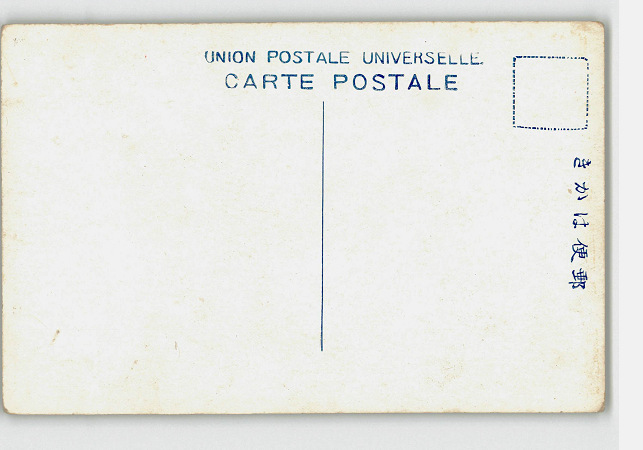 UNION POSTALE UNIVERSELLE.
CARTE POSTALE
きかは便郵